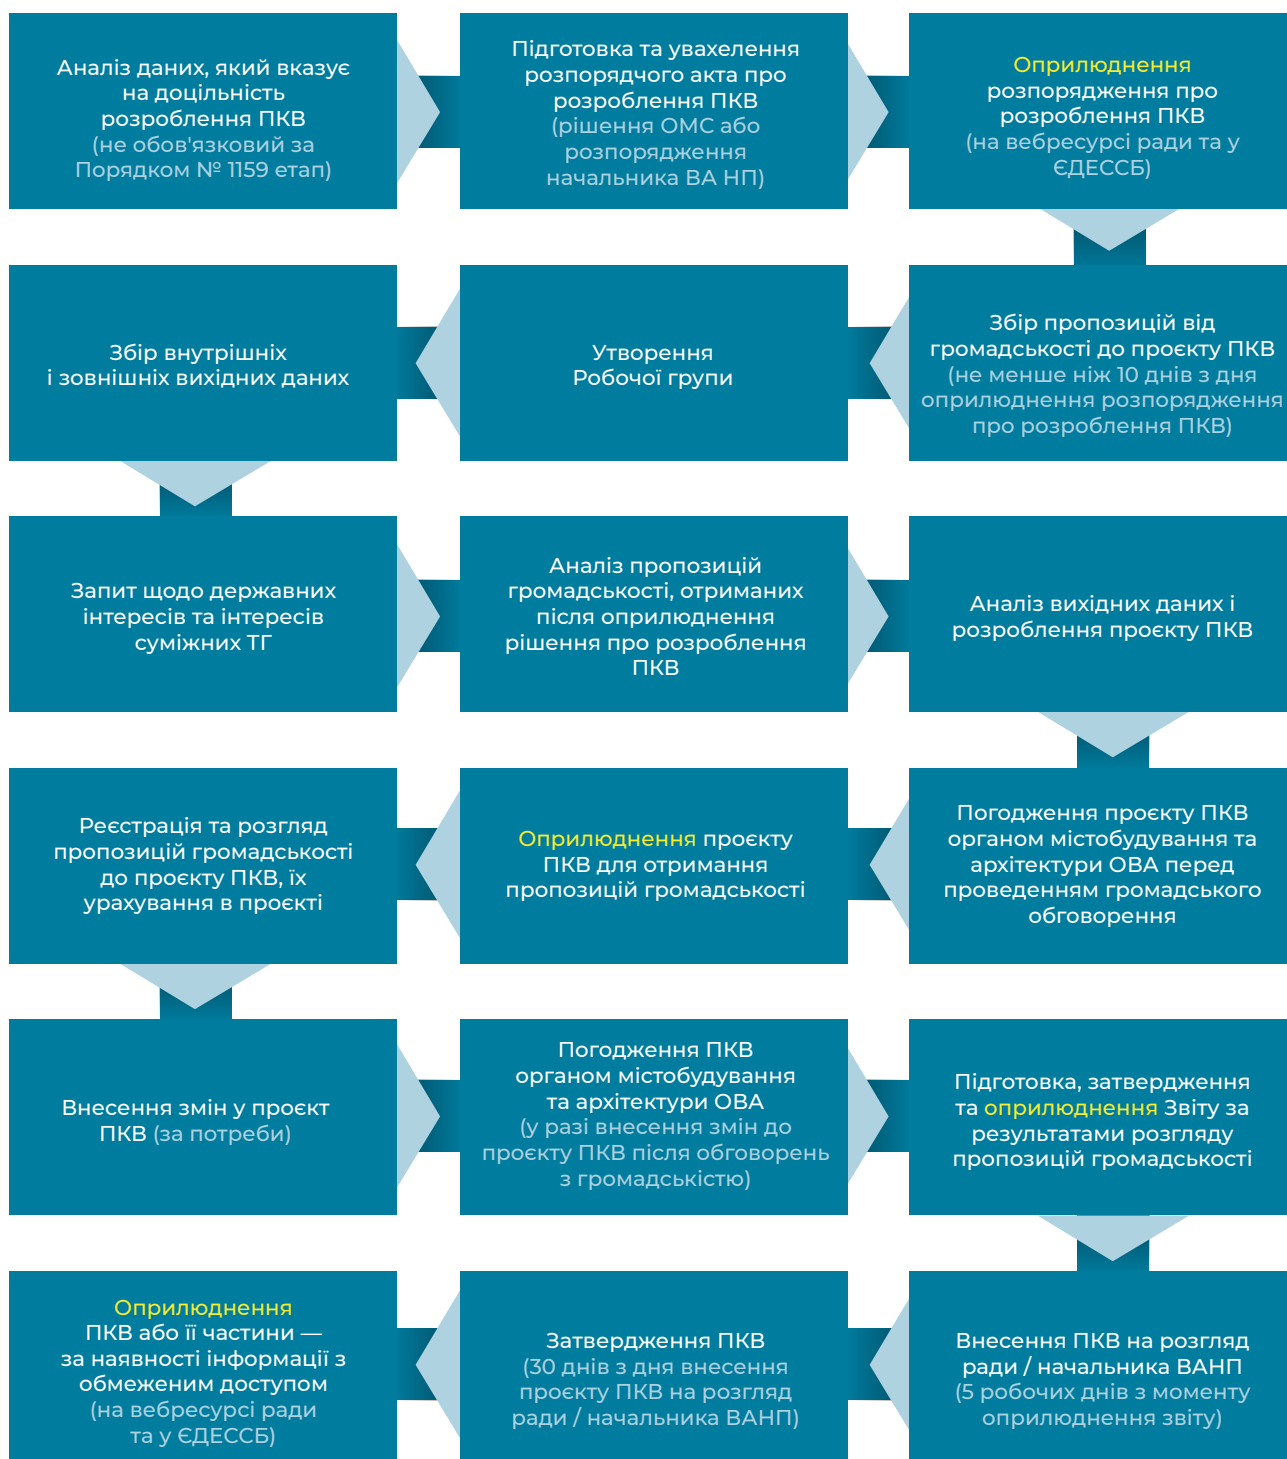 Аналіз даних, який вказує
на доцільність
розроблення ПКВ
(не обов'язковий за
Порядком № 1159 етап)
Підготовка та увахелення
розпорядчого акта про
розроблення ПКВ
(рішення ОМС або
розпорядження
начальника ВА НП)
Оприлюднення
розпорядження про
розроблення ПКВ
(на вебресурсі ради та у
ЄДЕССБ)
Збір пропозицій від
громадськості до проєкту ПКВ
(не менше ніж 10 днів з дня
оприлюднення розпорядження
про розроблення ПКВ)
Утворення
Робочої групи
Збір внутрішніх
і зовнішніх вихідних даних
Запит щодо державних
інтересів та інтересів
суміжних ТГ
Аналіз пропозицій
громадськості, отриманих
після оприлюднення
рішення про розроблення
ПКВ
Аналіз вихідних даних і
розроблення проєкту ПКВ
Погодження проєкту ПКВ
органом містобудування та
архітектури ОВА перед
проведенням громадського
обговорення
Оприлюднення проєкту
ПКВ для отримання
пропозицій громадськості
Реєстрація та розгляд
пропозицій громадськості
до проєкту ПКВ, їх
урахування в проєкті
Внесення змін у проєкт
ПКВ (за потреби)
Погодження ПКВ
органом містобудування
та архітектури ОВА
(у разі внесення змін до
проєкту ПКВ після обговорень
з громадськістю)
Підготовка, затвердження
та оприлюднення Звіту за
результатами розгляду
пропозицій громадськості
Внесення ПКВ на розгляд
ради / начальника ВАНП
(5 робочих днів з моменту
оприлюднення звіту)
Затвердження ПКВ
(30 днів з дня внесення
проєкту ПКВ на розгляд
ради / начальника ВАНП)
Оприлюднення
ПКВ або її частини —
за наявності інформації з
обмеженим доступом
(на вебресурсі ради
та у ЄДЕССБ)